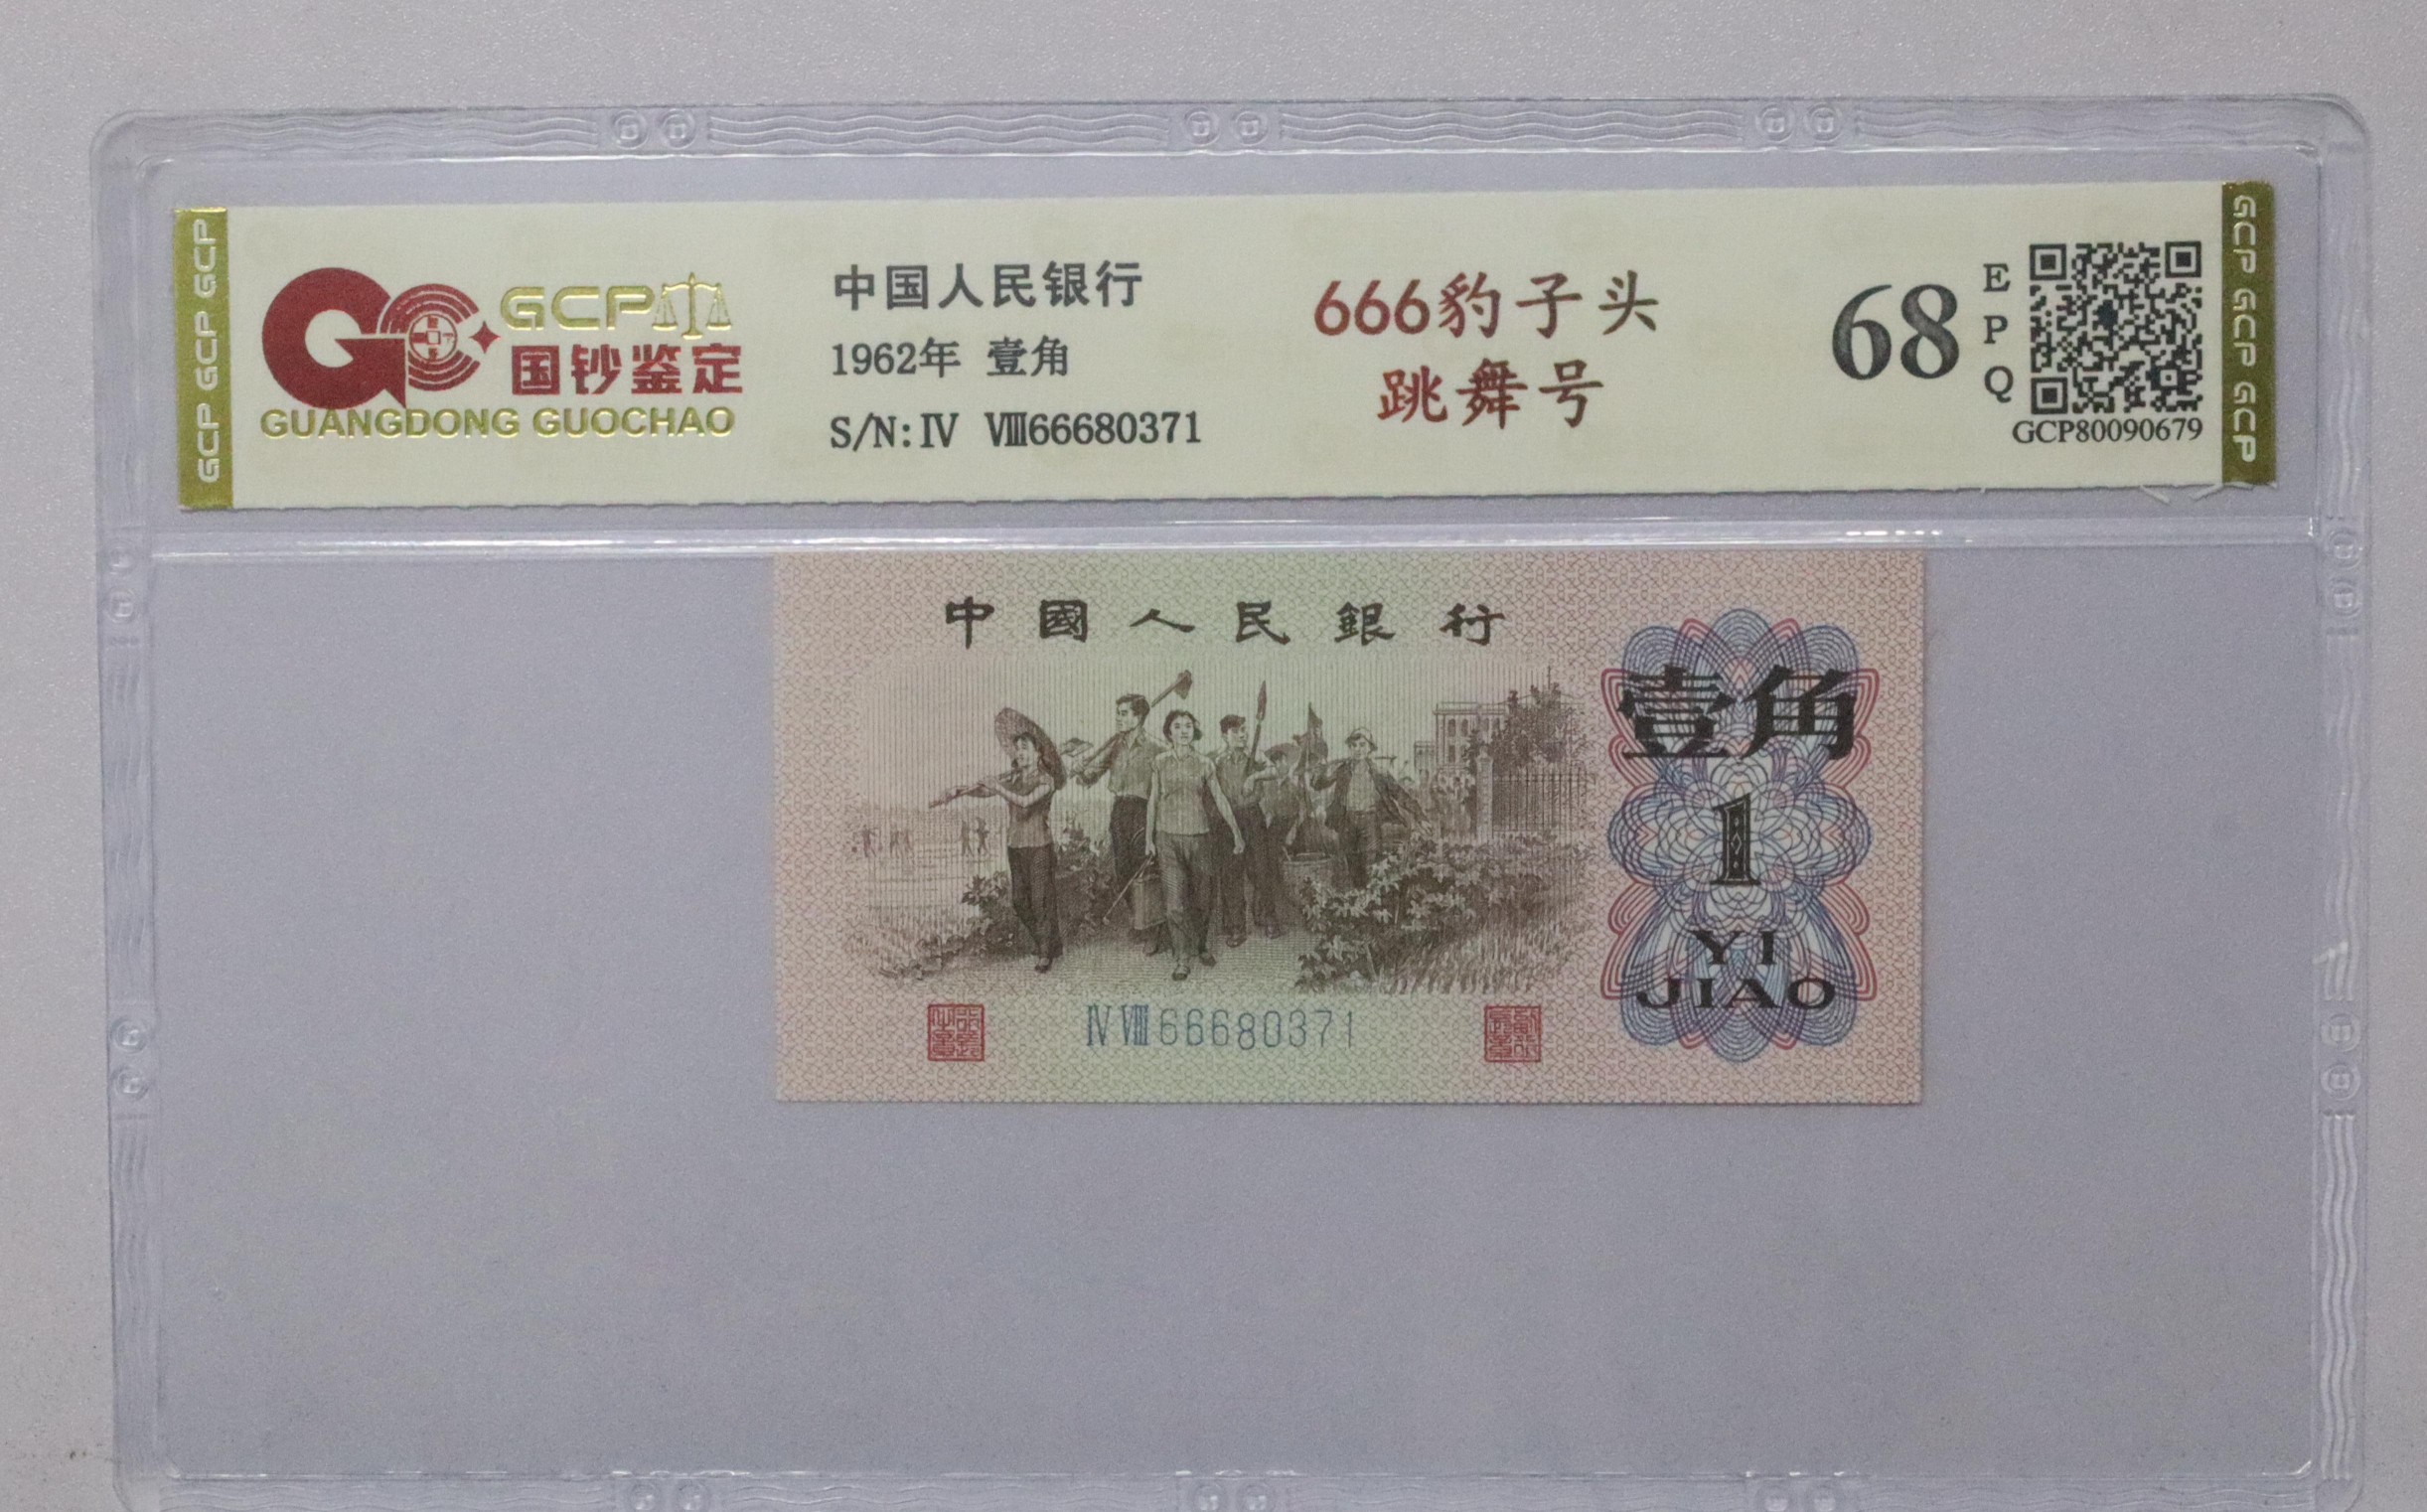 GCP GCP GCP
GCP
国钞鉴定
GUANGDONG GUOCHAO
中国人民银行
1962年 壹角
S/N:Ⅳ Ⅷ66680371
666豹子头
跳舞号
68
EPQ
GCP80090679
GCP GCP GCP
中國人民銀行
壹角
1
YI
JIAO
ⅣⅧ66680371